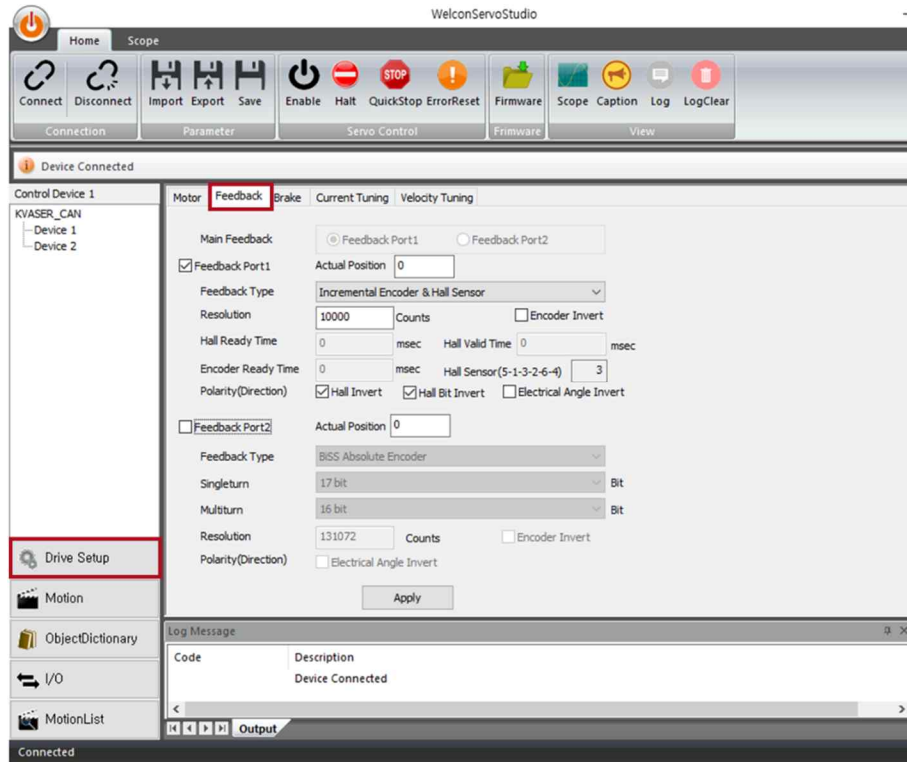 WelconServoStudio
Home Scope
Connect Disconnect Import Export Save Enable Halt QuickStop ErrorReset Firmware Scope Caption Log LogClear
Connection Parameter Servo Control Frimware View
Device Connected
Control Device 1
KVASER_CAN
Device 1
Device 2
Motor Feedback Brake Current Tuning Velocity Tuning
Main Feedback Feedback Port1 Feedback Port2
Feedback Port1 Actual Position 0
Feedback Type Incremental Encoder & Hall Sensor
Resolution 10000 Counts Encoder Invert
Hall Ready Time 0 msec Hall Valid Time 0 msec
Encoder Ready Time 0 msec Hall Sensor(5-1-3-2-6-4) 3
Polarity(Direction) Hall Invert Hall Bit Invert Electrical Angle Invert
Feedback Port2 Actual Position 0
Feedback Type BiSS Absolute Encoder
Singleturn 17 bit Bit
Multiturn 16 bit Bit
Resolution 131072 Counts Encoder Invert
Polarity(Direction) Electrical Angle Invert
Apply
Drive Setup
Motion
ObjectDictionary
I/O
MotionList
Log Message
Code Description
Device Connected
Output
Connected
STOP